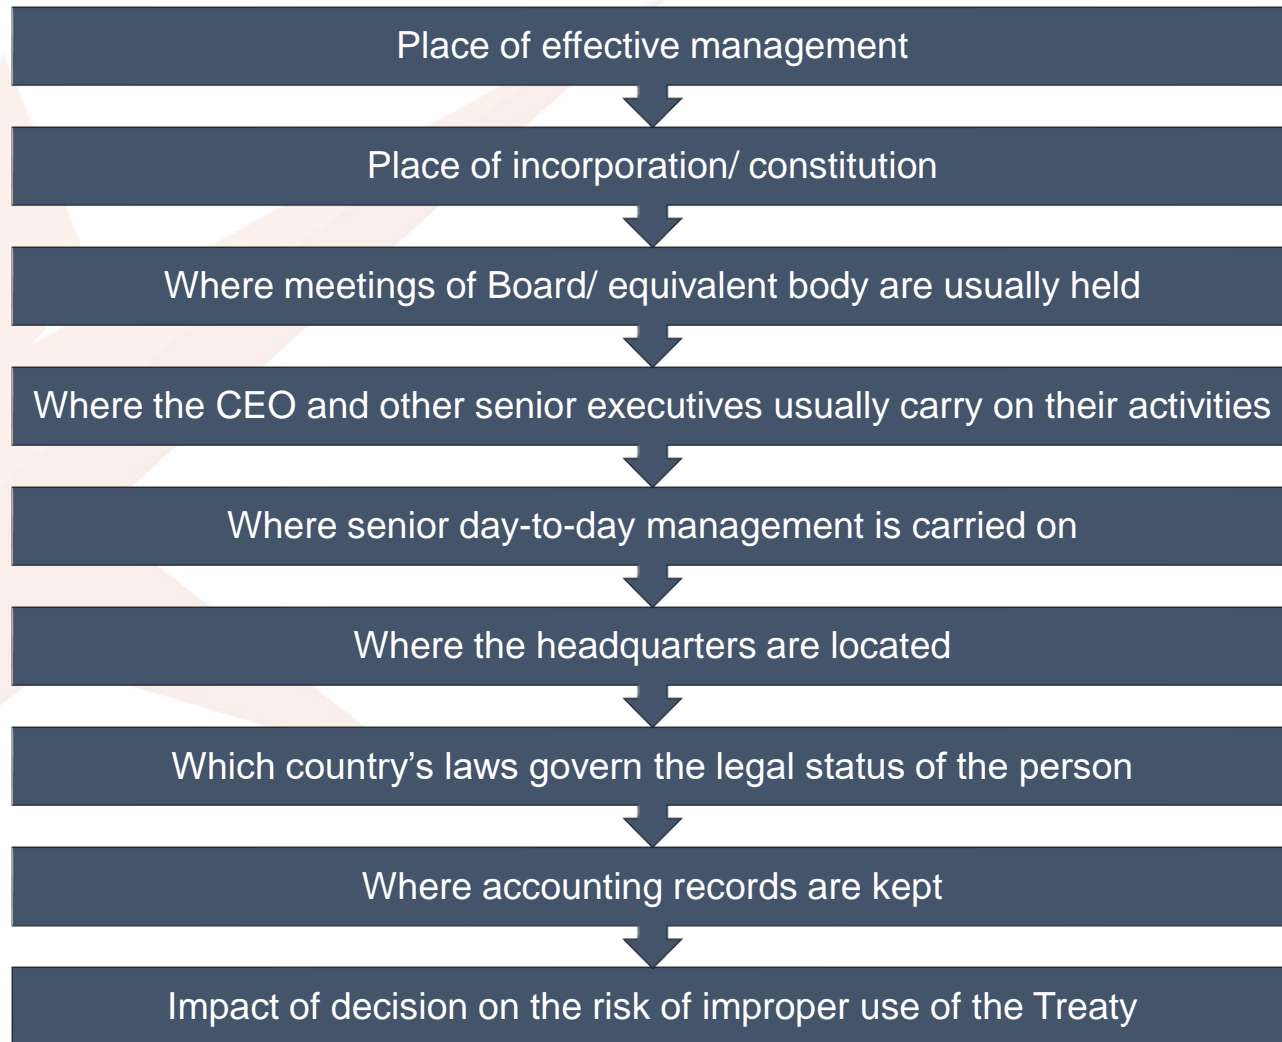 Place of effective management
Place of incorporation/ constitution
Where meetings of Board/ equivalent body are usually held
Where the CEO and other senior executives usually carry on their activities
Where senior day-to-day management is carried on
Where the headquarters are located
Which country’s laws govern the legal status of the person
Where accounting records are kept
Impact of decision on the risk of improper use of the Treaty